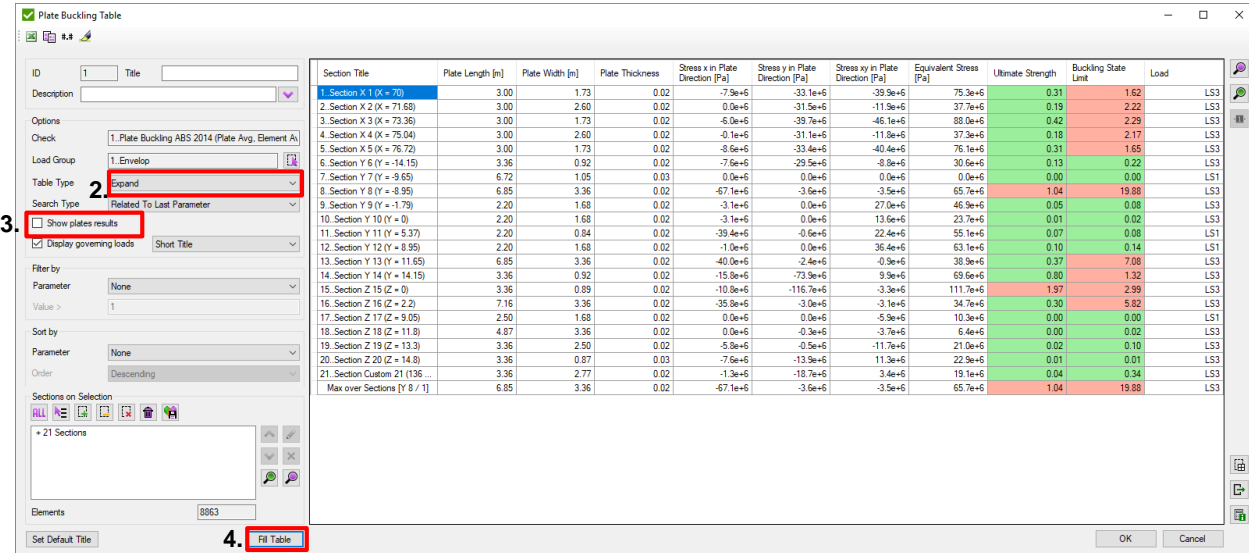 Plate Buckling Table
#.#
ID 1 Title
Description
Options
Check 1..Plate Buckling ABS 2014 (Plate Avg, Element Av
Load Group 1..Envelop
2. Table Type Expand
Search Type Related To Last Parameter
3. Show plates results
Display governing loads Short Title
Filter by
Parameter None
Value > 1
Sort by
Parameter None
Order Descending
Sections on Selection
ALL
+ 21 Sections
Elements 8863
Set Default Title 4. Fill Table
Section Title Plate Length [m] Plate Width [m] Plate Thickness Stress x in Plate Direction [Pa] Stress y in Plate Direction [Pa] Stress xy in Plate Direction [Pa] Equivalent Stress [Pa] Ultimate Strength Buckling State Limit Load
1..Section X 1 (X = 70) 3.00 1.73 0.02 -7.9e+6 -33.1e+6 -39.9e+6 75.3e+6 0.31 1.62 LS3
2..Section X 2 (X = 71.68) 3.00 2.60 0.02 0.0e+6 -31.5e+6 -11.9e+6 37.7e+6 0.19 2.22 LS3
3..Section X 3 (X = 73.36) 3.00 1.73 0.02 -6.0e+6 -39.7e+6 -46.1e+6 88.0e+6 0.42 2.29 LS3
4..Section X 4 (X = 75.04) 3.00 2.60 0.02 -0.1e+6 -31.1e+6 -11.8e+6 37.3e+6 0.18 2.17 LS3
5..Section X 5 (X = 76.72) 3.00 1.73 0.02 -8.6e+6 -33.4e+6 -40.4e+6 76.1e+6 0.31 1.65 LS3
6..Section Y 6 (Y = -14.15) 3.36 0.92 0.02 -7.6e+6 -29.5e+6 -8.8e+6 30.6e+6 0.13 0.22 LS3
7..Section Y 7 (Y = -9.65) 6.72 1.05 0.03 0.0e+6 0.0e+6 0.0e+6 0.0e+6 0.00 0.00 LS1
8..Section Y 8 (Y = -8.95) 6.85 3.36 0.02 -67.1e+6 -3.6e+6 -3.5e+6 65.7e+6 1.04 19.88 LS3
9..Section Y 9 (Y = -1.79) 2.20 1.68 0.02 -3.1e+6 0.0e+6 27.0e+6 46.9e+6 0.05 0.08 LS3
10..Section Y 10 (Y = 0) 2.20 1.68 0.02 -3.1e+6 0.0e+6 13.6e+6 23.7e+6 0.01 0.02 LS3
11..Section Y 11 (Y = 5.37) 2.20 0.84 0.02 -39.4e+6 -0.6e+6 22.4e+6 55.1e+6 0.07 0.08 LS1
12..Section Y 12 (Y = 8.95) 2.20 1.68 0.02 -1.0e+6 0.0e+6 36.4e+6 63.1e+6 0.10 0.14 LS1
13..Section Y 13 (Y = 11.65) 6.85 3.36 0.02 -40.0e+6 -2.4e+6 -0.9e+6 38.9e+6 0.37 7.08 LS3
14..Section Y 14 (Y = 14.15) 3.36 0.92 0.02 -15.8e+6 -73.9e+6 9.9e+6 69.6e+6 0.80 1.32 LS3
15..Section Z 15 (Z = 0) 3.36 0.89 0.02 -10.8e+6 -116.7e+6 -3.3e+6 111.7e+6 1.97 2.99 LS3
16..Section Z 16 (Z = 2.2) 7.16 3.36 0.02 -35.8e+6 -3.0e+6 -3.1e+6 34.7e+6 0.30 5.82 LS3
17..Section Z 17 (Z = 9.05) 2.50 1.68 0.02 0.0e+6 0.0e+6 -5.9e+6 10.3e+6 0.00 0.00 LS1
18..Section Z 18 (Z = 11.8) 4.87 3.36 0.02 0.0e+6 -0.3e+6 -3.7e+6 6.4e+6 0.00 0.02 LS3
19..Section Z 19 (Z = 13.3) 3.36 2.50 0.02 -5.8e+6 -0.5e+6 -11.7e+6 21.0e+6 0.02 0.10 LS3
20..Section Z 20 (Z = 14.8) 3.36 0.87 0.03 -7.6e+6 -13.9e+6 11.3e+6 22.9e+6 0.01 0.01 LS3
21..Section Custom 21 (136 ... 3.36 2.77 0.02 -1.3e+6 -18.7e+6 3.4e+6 19.1e+6 0.04 0.34 LS3
Max over Sections [Y 8 / 1] 6.85 3.36 0.02 -67.1e+6 -3.6e+6 -3.5e+6 65.7e+6 1.04 19.88 LS3
OK Cancel